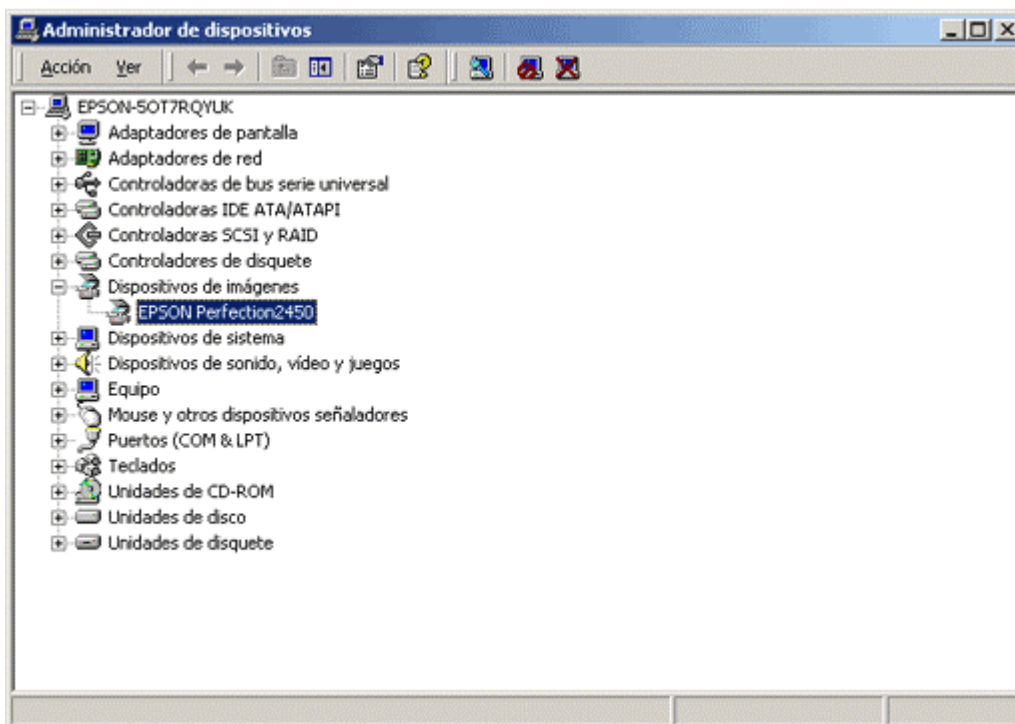 Administrador de dispositivos
Acción Ver
EPSON-5OT7RQYUK
Adaptadores de pantalla
Adaptadores de red
Controladoras de bus serie universal
Controladoras IDE ATA/ATAPI
Controladoras SCSI y RAID
Controladores de disquete
Dispositivos de imágenes
EPSON Perfection2450
Dispositivos de sistema
Dispositivos de sonido, vídeo y juegos
Equipo
Mouse y otros dispositivos señaladores
Puertos (COM & LPT)
Teclados
Unidades de CD-ROM
Unidades de disco
Unidades de disquete